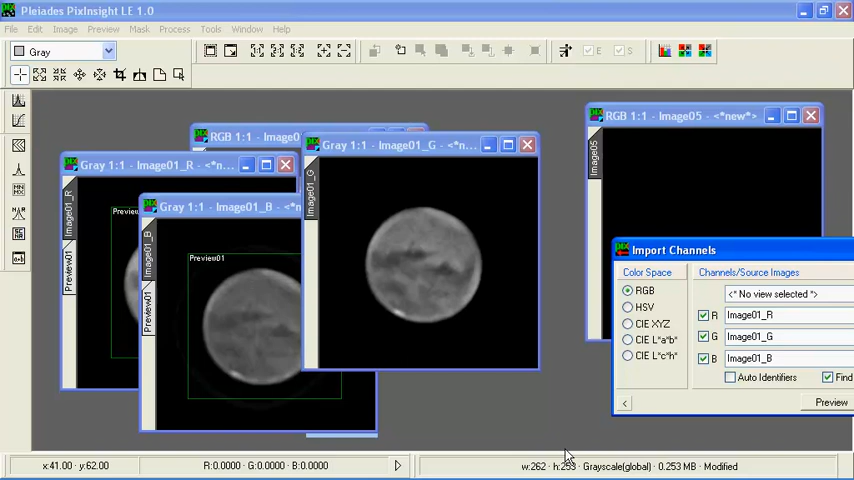 Pleiades PixInsight LE 1.0
File Edit Image Preview Mask Process Tools Window Help
Gray
E S
RGB 1:1 - Image0
Gray 1:1 - Image01_G - <*n...
RGB 1:1 - Image05 - <*new*>
Gray 1:1 - Image01_R - <*n
Gray 1:1 - Image01_B - <*n
Image01_R
Preview01
Image01_B
Preview01
Image01_G
Image05
Preview
Preview01
Import Channels
Color Space
RGB
HSV
CIE XYZ
CIE L*a*b*
CIE L*c*h*
Channels/Source Images
<* No view selected *>
R Image01_R
G Image01_G
B Image01_B
Auto Identifiers Find
< Preview
x:41.00 y:62.00
R:0.0000 · G:0.0000 · B:0.0000
w:262 · h:253 · Grayscale(global) · 0.253 MB · Modified